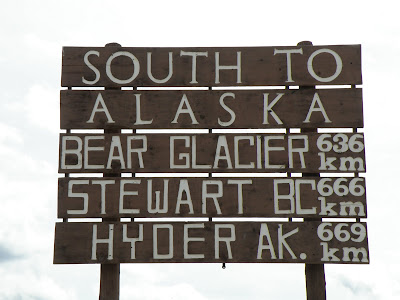 SOUTH TO
ALASKA
BEAR GLACIER 636 km
STEWART BC 666 km
HYDER AK. 669 km